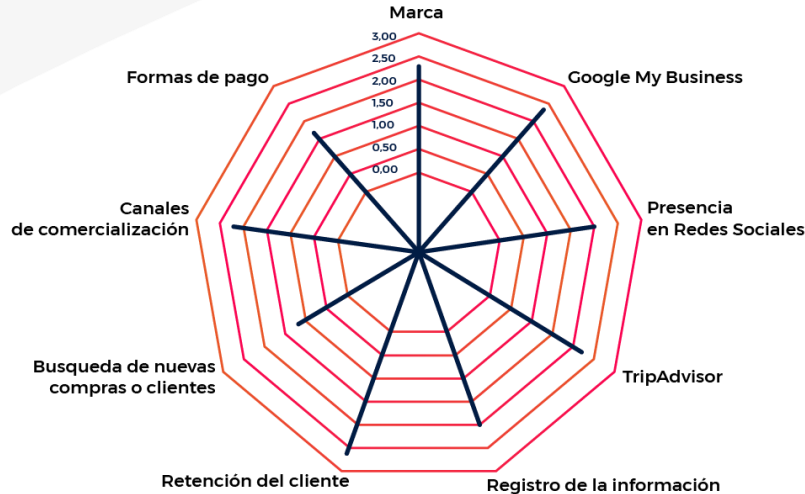 Marca
3,00
2,50
2,00
1,50
1,00
0,50
0,00
Formas de pago
Google My Business
Canales
de comercialización
Presencia
en Redes Sociales
Busqueda de nuevas
compras o clientes
TripAdvisor
Retención del cliente
Registro de la información